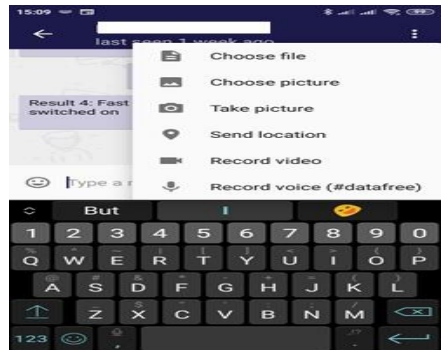 15:09
last seen 1 week ago
Choose file
Choose picture
Result 4: Fast
switched on
Take picture
Send location
Record video
Type a
Record voice (#datafree)
But I
1 2 3 4 5 6 7 8 9 0
Q W E R T Y U I O P
A S D F G H J K L
Z X C V B N M
123 , .